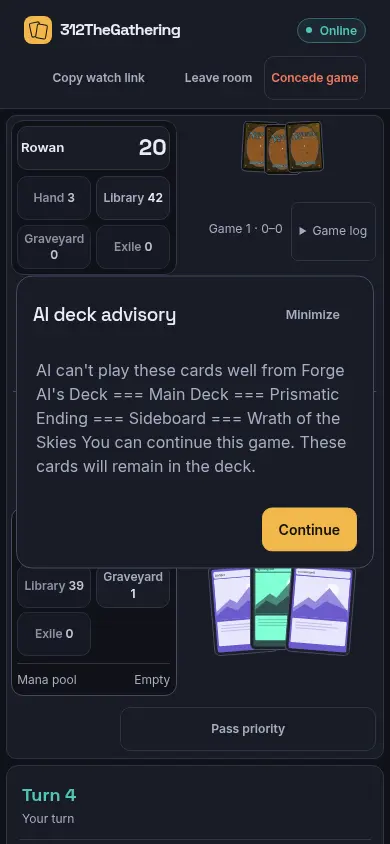 312TheGathering
Online
Copy watch link
Leave room
Concede game
Rowan
20
Hand 3
Library 42
Graveyard
0
Exile 0
Game 1 · 0–0
Game log
AI deck advisory
Minimize
AI can't play these cards well from Forge
AI's Deck === Main Deck === Prismatic
Ending === Sideboard === Wrath of the
Skies You can continue this game. These
cards will remain in the deck.
Continue
Library 39
Graveyard
1
Exile 0
Mana pool
Empty
Pass priority
Turn 4
Your turn